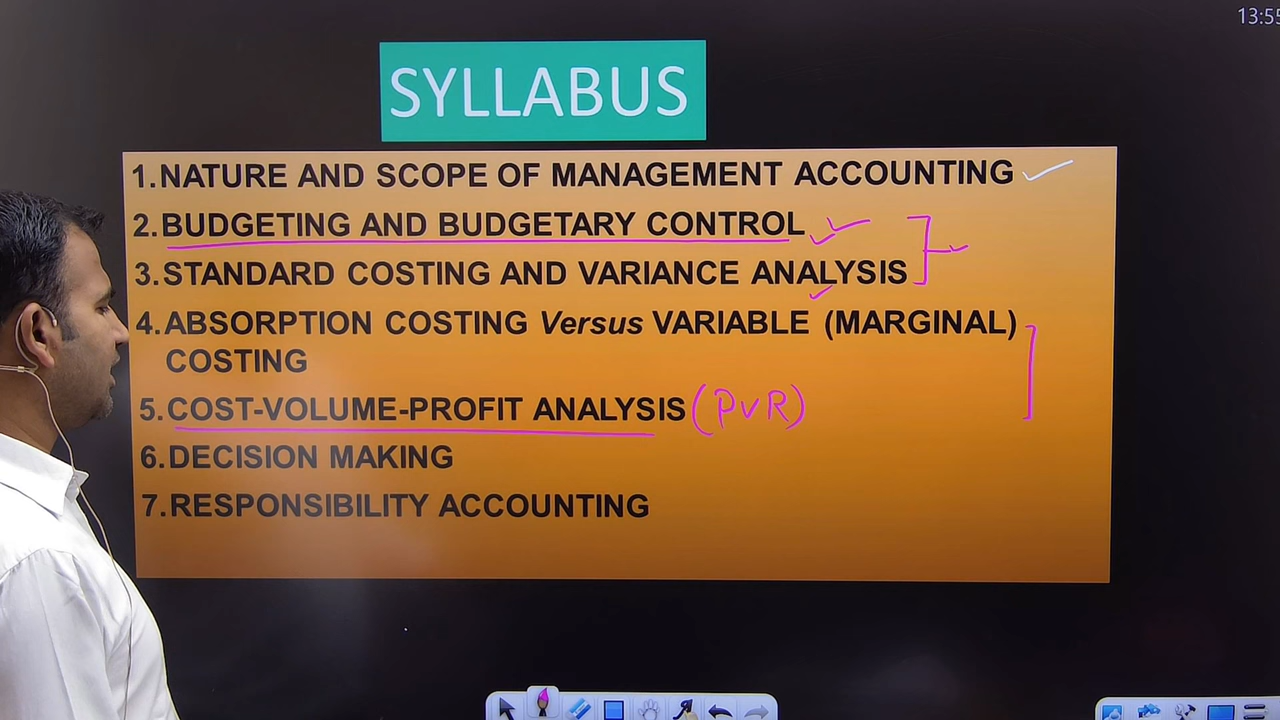 13:55
SYLLABUS
1.NATURE AND SCOPE OF MANAGEMENT ACCOUNTING
2.BUDGETING AND BUDGETARY CONTROL
3.STANDARD COSTING AND VARIANCE ANALYSIS
4.ABSORPTION COSTING Versus VARIABLE (MARGINAL)
COSTING
5.COST-VOLUME-PROFIT ANALYSIS (PVR)
6.DECISION MAKING
7.RESPONSIBILITY ACCOUNTING